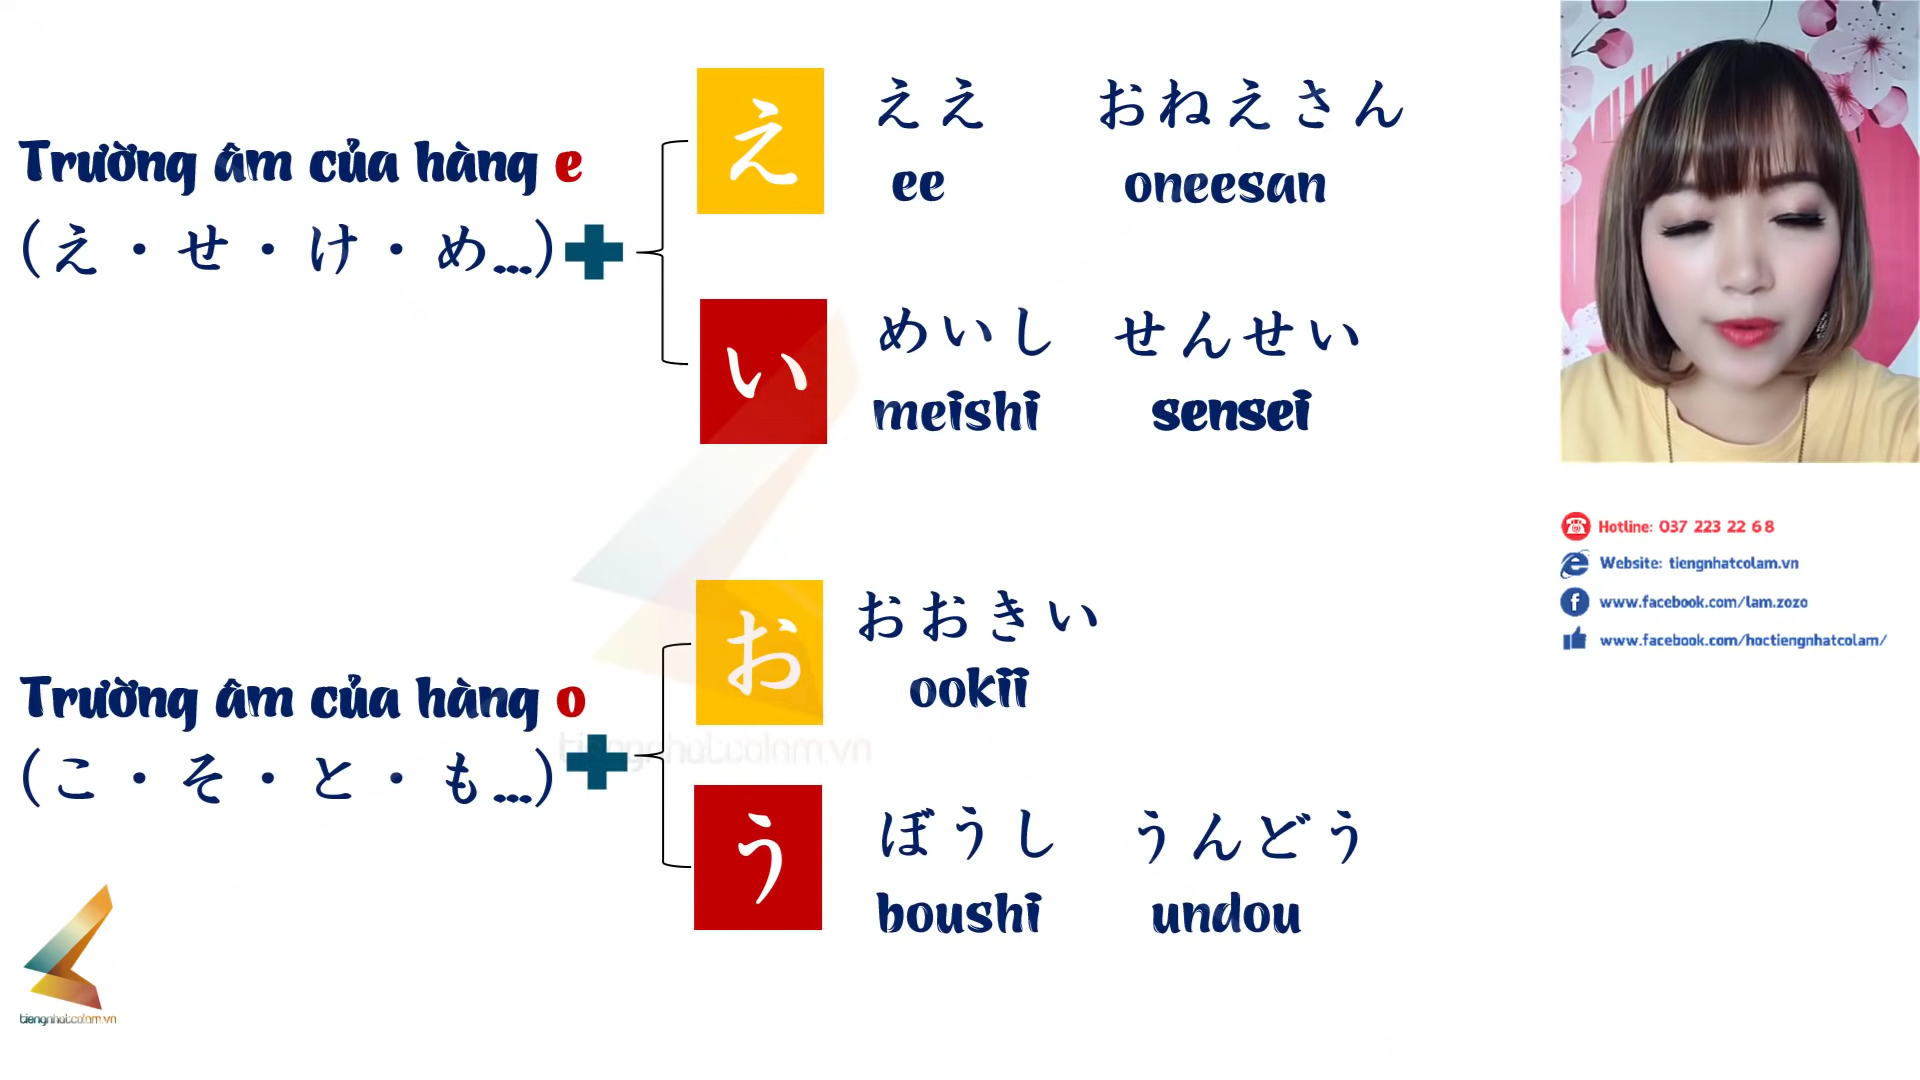 Trường âm của hàng e
(え・せ・け・め...)
え
ええ おねえさん
ee oneesan
い
めいし せんせい
meishi sensei
Trường âm của hàng o
(こ・そ・と・も...)
お
おおきい
ookii
う
ぼうし うんどう
boushi undou
Hotline: 037 223 22 68
Website: tiengnhatcolam.vn
www.facebook.com/lam.zozo
www.facebook.com/hoctiengnhatcolam/
tiengnhatcolam.vn
tiengnhatcolam.vn